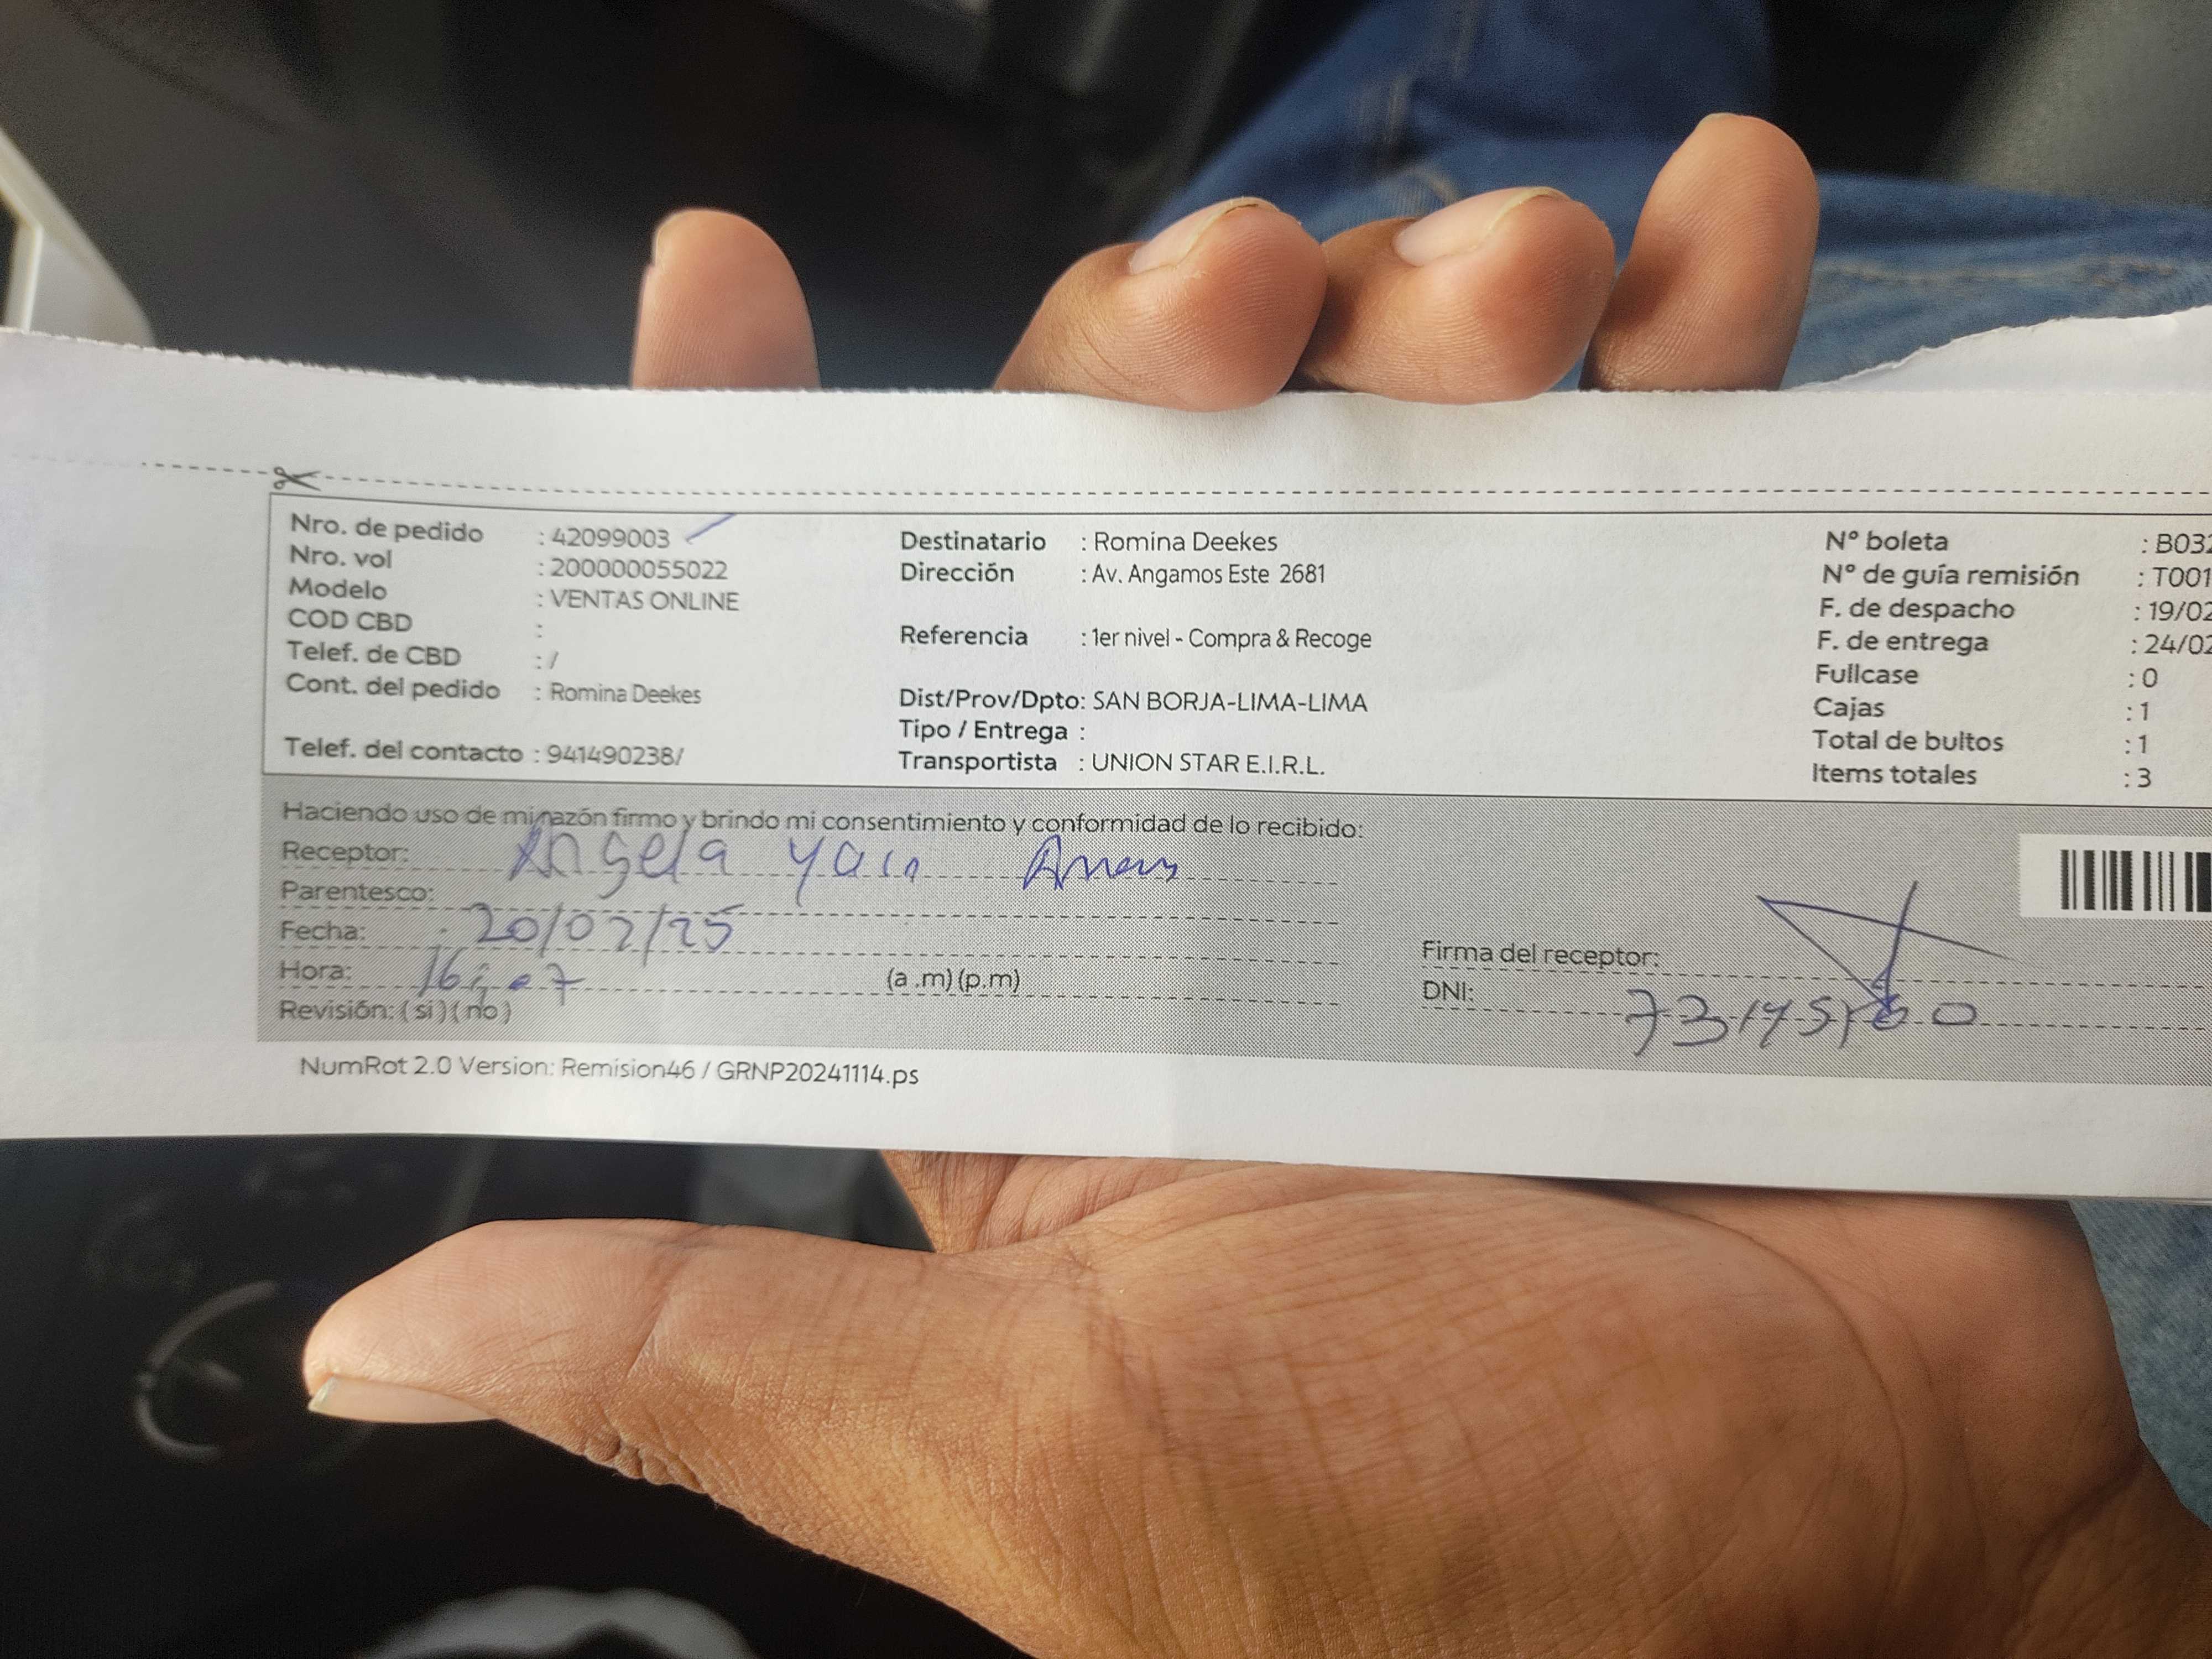 Nro. de pedido : 42099003
Nro. vol : 200000055022
Modelo : VENTAS ONLINE
COD CBD :
Telef. de CBD : /
Cont. del pedido : Romina Deekes
Telef. del contacto : 941490238/
Destinatario : Romina Deekes
Dirección : Av. Angamos Este 2681
Referencia : 1er nivel - Compra & Recoge
Dist/Prov/Dpto: SAN BORJA-LIMA-LIMA
Tipo / Entrega :
Transportista : UNION STAR E.I.R.L.
N° boleta : B032
N° de guía remisión : T001
F. de despacho : 19/02
F. de entrega : 24/02
Fullcase : 0
Cajas : 1
Total de bultos : 1
Items totales : 3
Haciendo uso de mi razón firmo y brindo mi consentimiento y conformidad de lo recibido:
Receptor: Angela
Parentesco:
Fecha: 20/02/25
Hora: (a .m) (p.m)
Revisión: ( si ) ( no )
Firma del receptor:
DNI:
NumRot 2.0 Version: Remision46 / GRNP20241114.ps